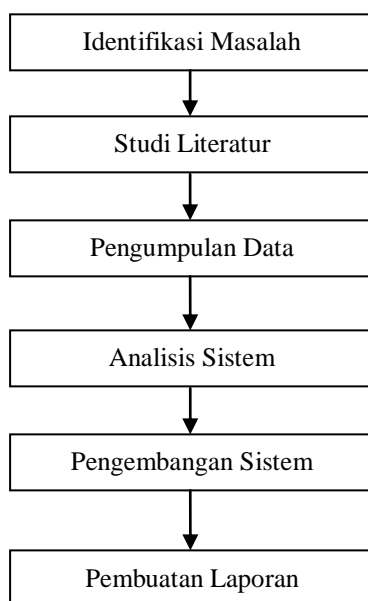 Identifikasi Masalah
Studi Literatur
Pengumpulan Data
Analisis Sistem
Pengembangan Sistem
Pembuatan Laporan